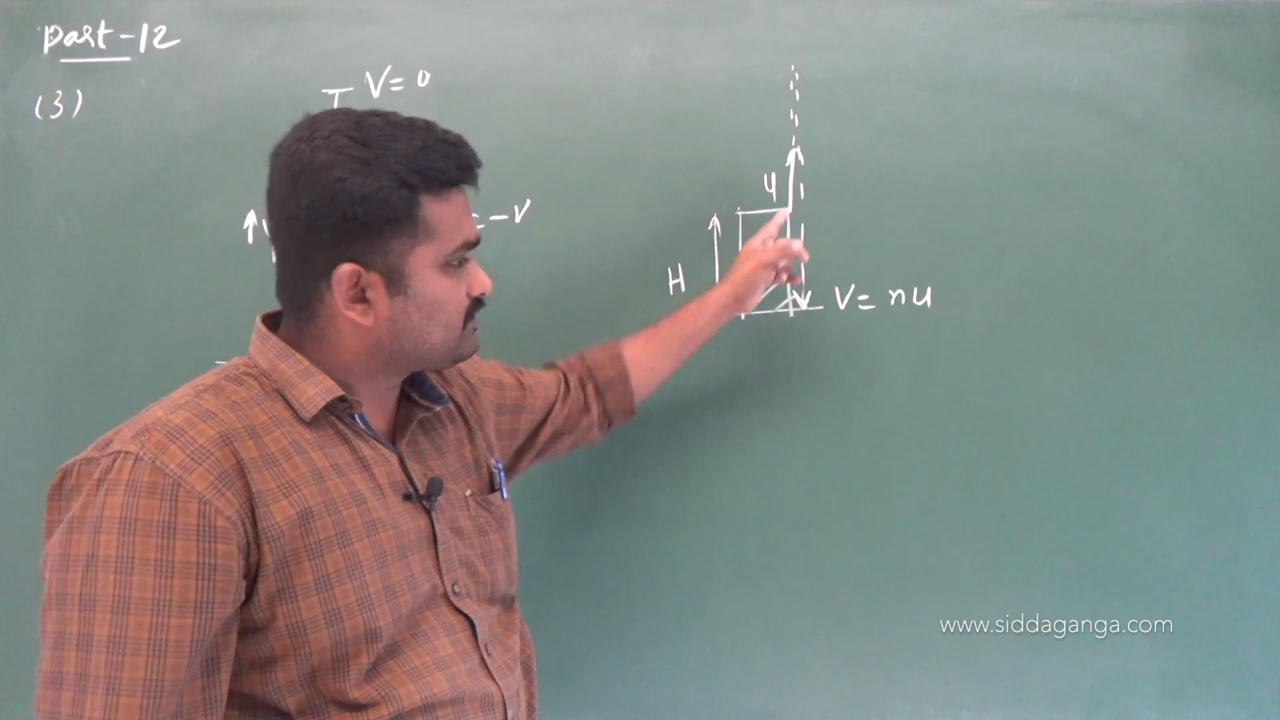 Part-12
(3)
V = 0
= -V
u
H
V = nu
www.siddaganga.com